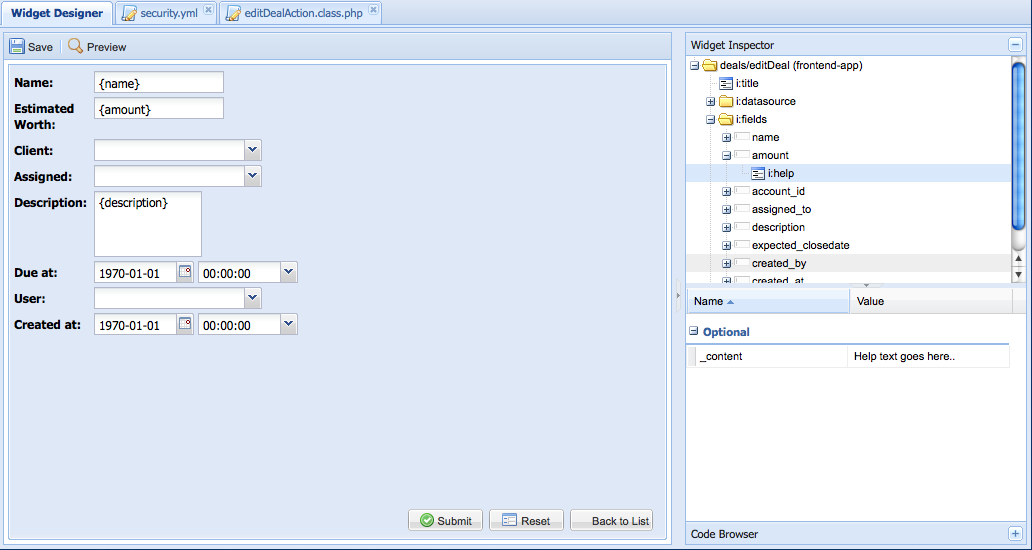 Widget Designer
security.yml
editDealAction.class.php
Save
Preview
Name:
{name}
Estimated
Worth:
{amount}
Client:
Assigned:
Description:
{description}
Due at:
1970-01-01
00:00:00
User:
Created at:
1970-01-01
00:00:00
Submit
Reset
Back to List
Widget Inspector
deals/editDeal (frontend-app)
i:title
i:datasource
i:fields
name
amount
i:help
account_id
assigned_to
description
expected_closedate
created_by
created_at
Name
Value
Optional
_content
Help text goes here..
Code Browser